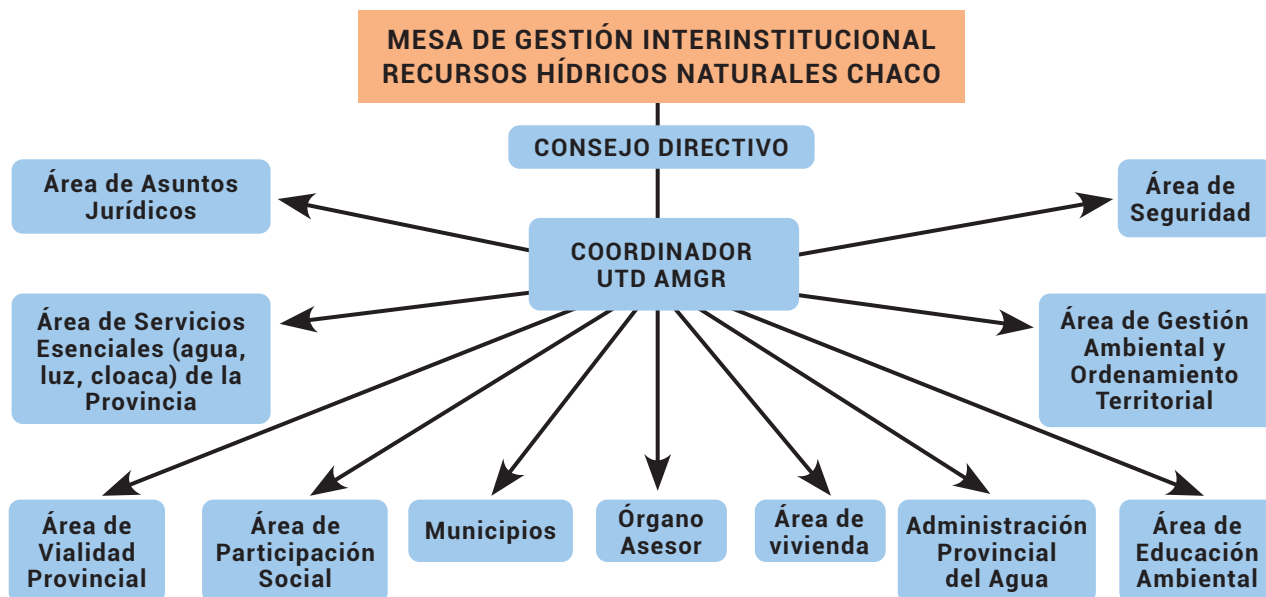 MESA DE GESTIÓN INTERINSTITUCIONAL
RECURSOS HÍDRICOS NATURALES CHACO
CONSEJO DIRECTIVO
Área de Asuntos
Jurídicos
Área de
Seguridad
COORDINADOR
UTD AMGR
Área de Servicios
Esenciales (agua,
luz, cloaca) de la
Provincia
Área de Gestión
Ambiental y
Ordenamiento
Territorial
Área de
Vialidad
Provincial
Área de
Participación
Social
Municipios
Órgano
Asesor
Área de
vivienda
Administración
Provincial
del Agua
Área de
Educación
Ambiental